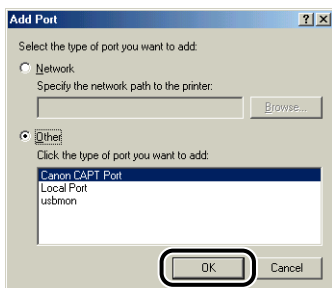 Add Port
Select the type of port you want to add:
Network
Specify the network path to the printer:
Browse...
Other
Click the type of port you want to add:
Canon CAPT Port
Local Port
usbmon
OK
Cancel